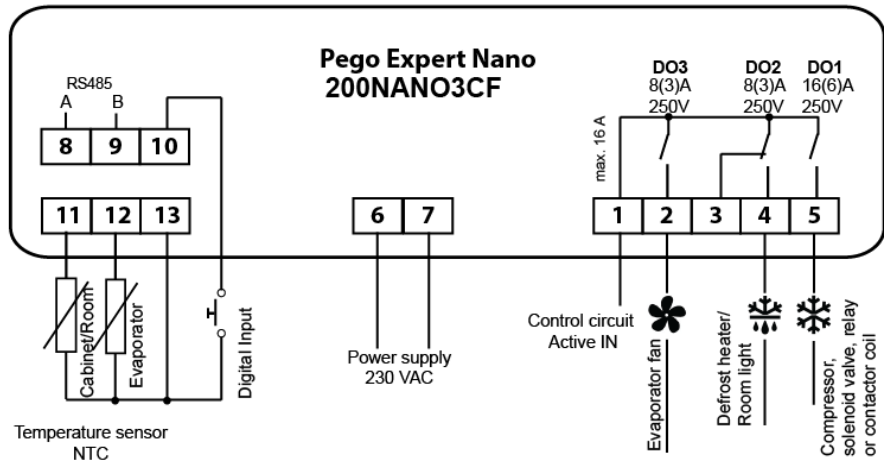 Pego Expert Nano
200NANO3CF
RS485
A B
8 9 10
11 12 13
6 7
DO3 DO2 DO1
8(3)A 8(3)A 16(6)A
250V 250V 250V
max. 16 A
1 2 3 4 5
Cabinet/Room
Evaporator
Digital Input
Temperature sensor
NTC
Power supply
230 VAC
Control circuit
Active IN
Evaporator fan
Defrost heater/
Room light
Compressor,
solenoid valve, relay
or contactor coil